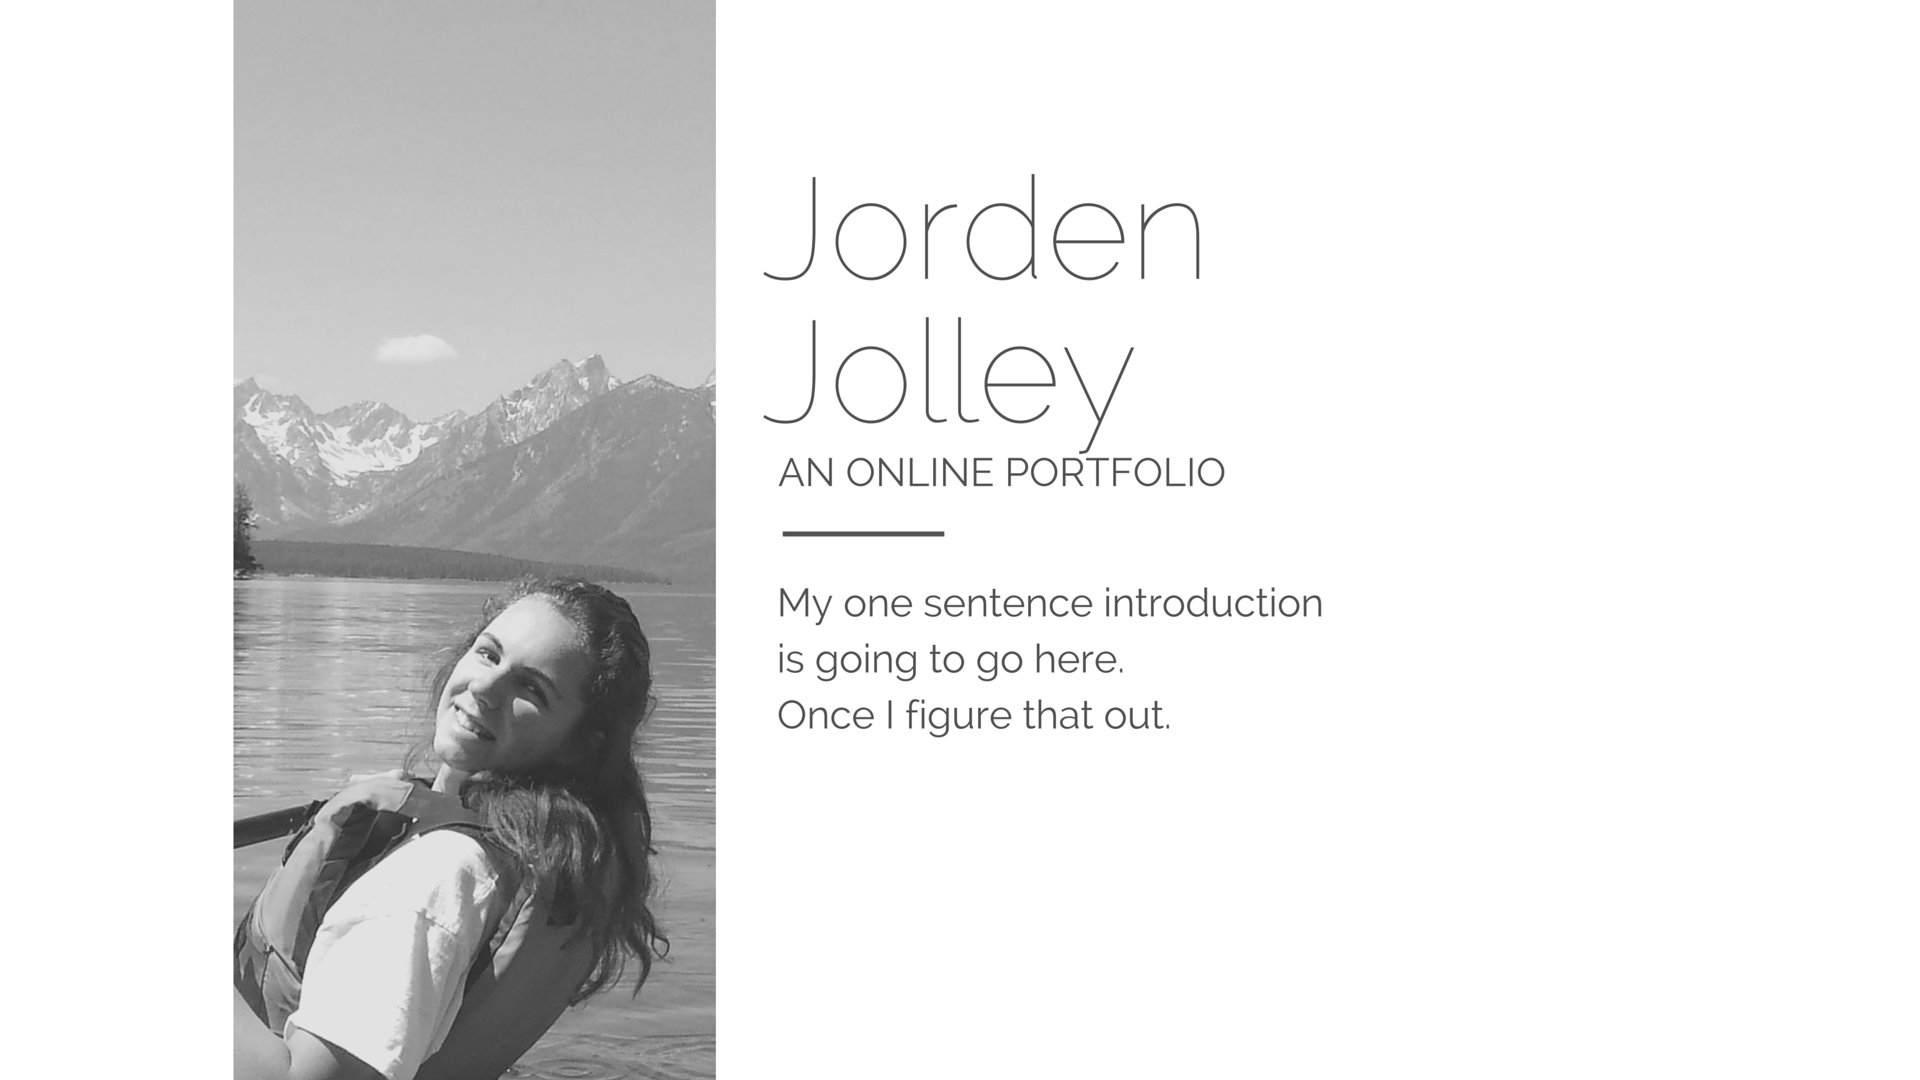 Jorden
Jolley
AN ONLINE PORTFOLIO
My one sentence introduction
is going to go here.
Once I figure that out.